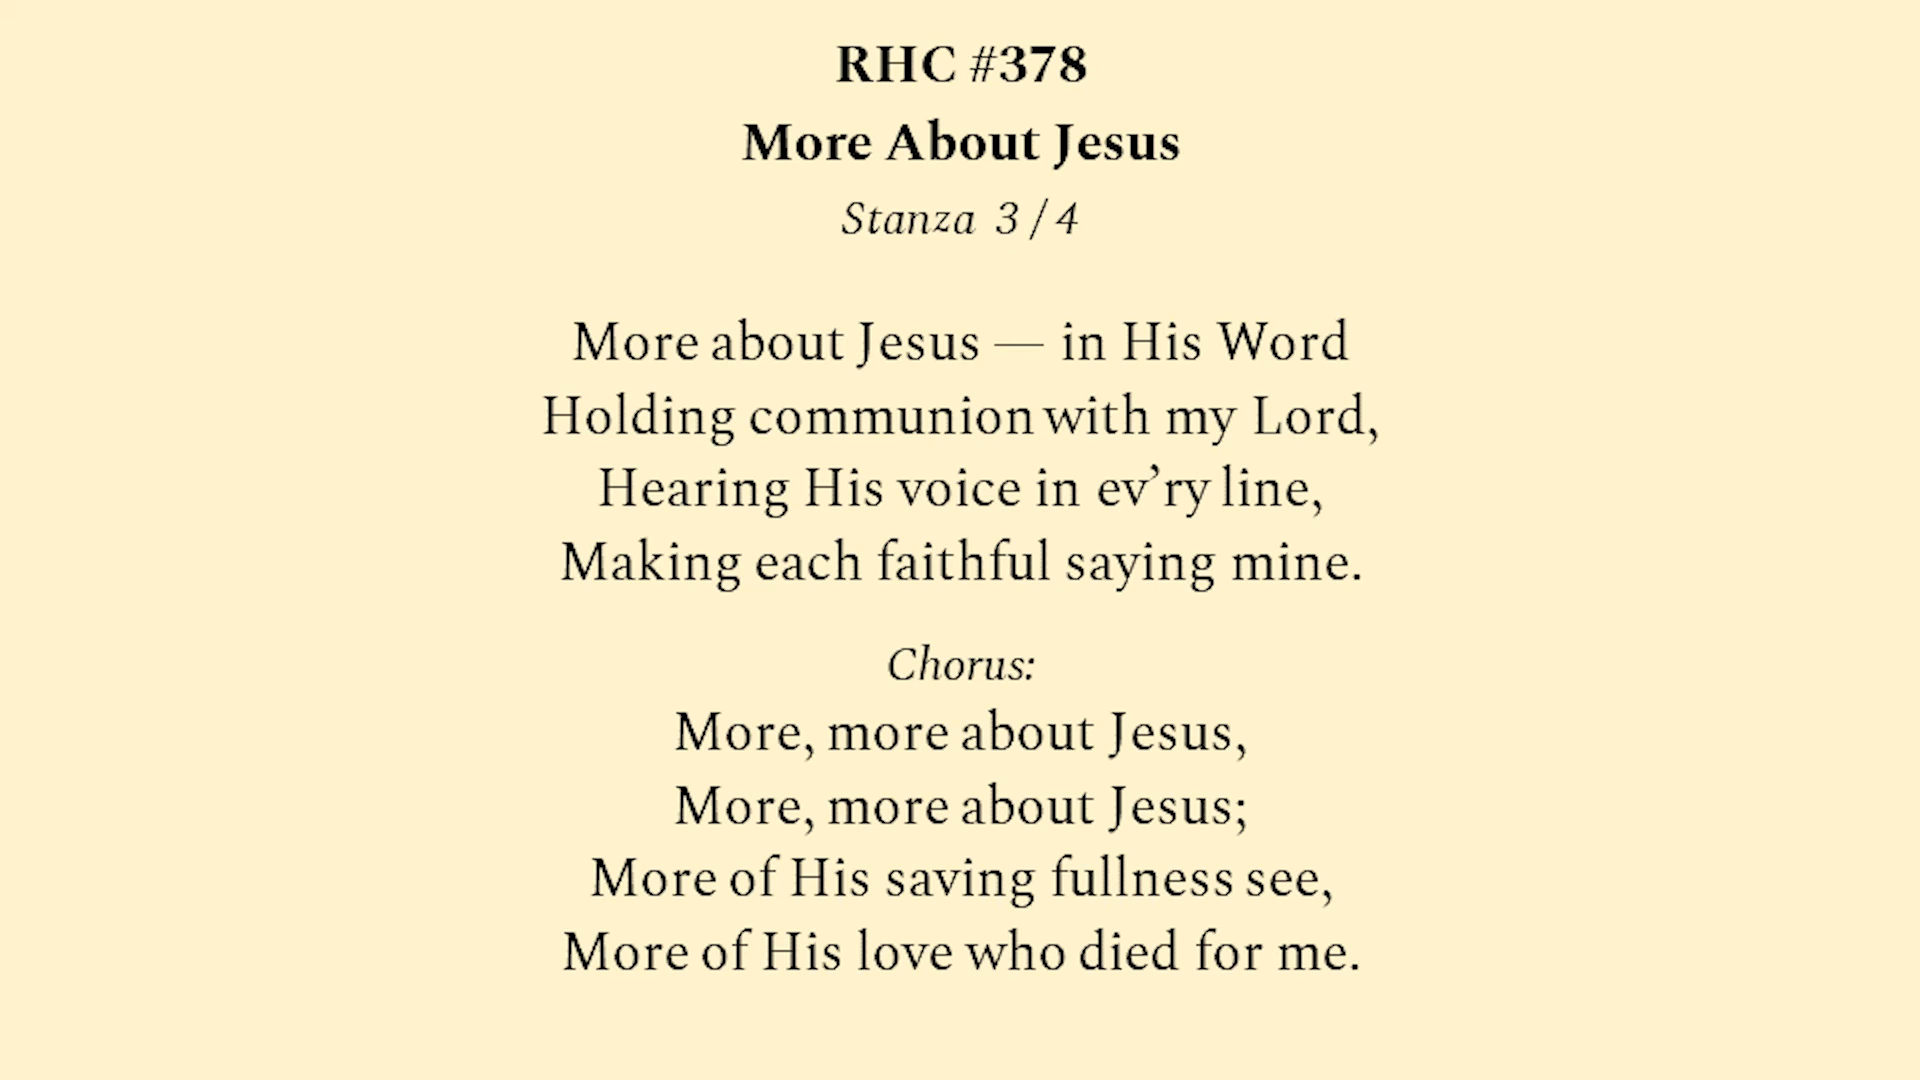 RHC #378
More About Jesus
Stanza 3 / 4
More about Jesus — in His Word
Holding communion with my Lord,
Hearing His voice in ev’ry line,
Making each faithful saying mine.
Chorus:
More, more about Jesus,
More, more about Jesus;
More of His saving fullness see,
More of His love who died for me.